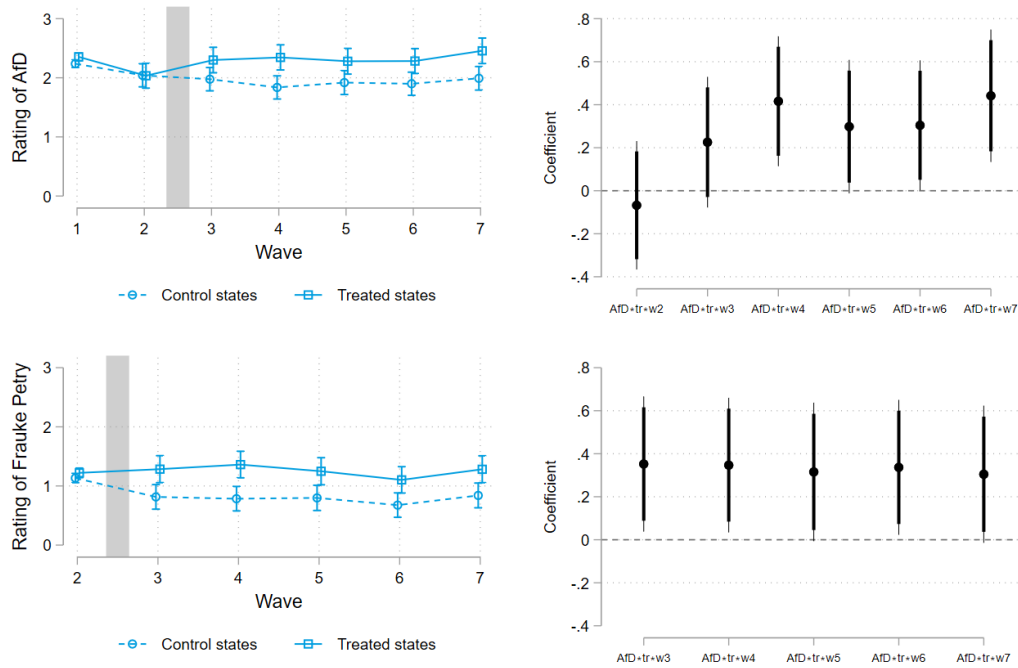 3
2
1
0
Rating of AfD
1 2 3 4 5 6 7
Wave
Control states Treated states
.8
.6
.4
.2
0
-.2
-.4
Coefficient
AfD*tr*w2 AfD*tr*w3 AfD*tr*w4 AfD*tr*w5 AfD*tr*w6 AfD*tr*w7
3
2
1
0
Rating of Frauke Petry
2 3 4 5 6 7
Wave
Control states Treated states
.8
.6
.4
.2
0
-.2
-.4
Coefficient
AfD*tr*w3 AfD*tr*w4 AfD*tr*w5 AfD*tr*w6 AfD*tr*w7